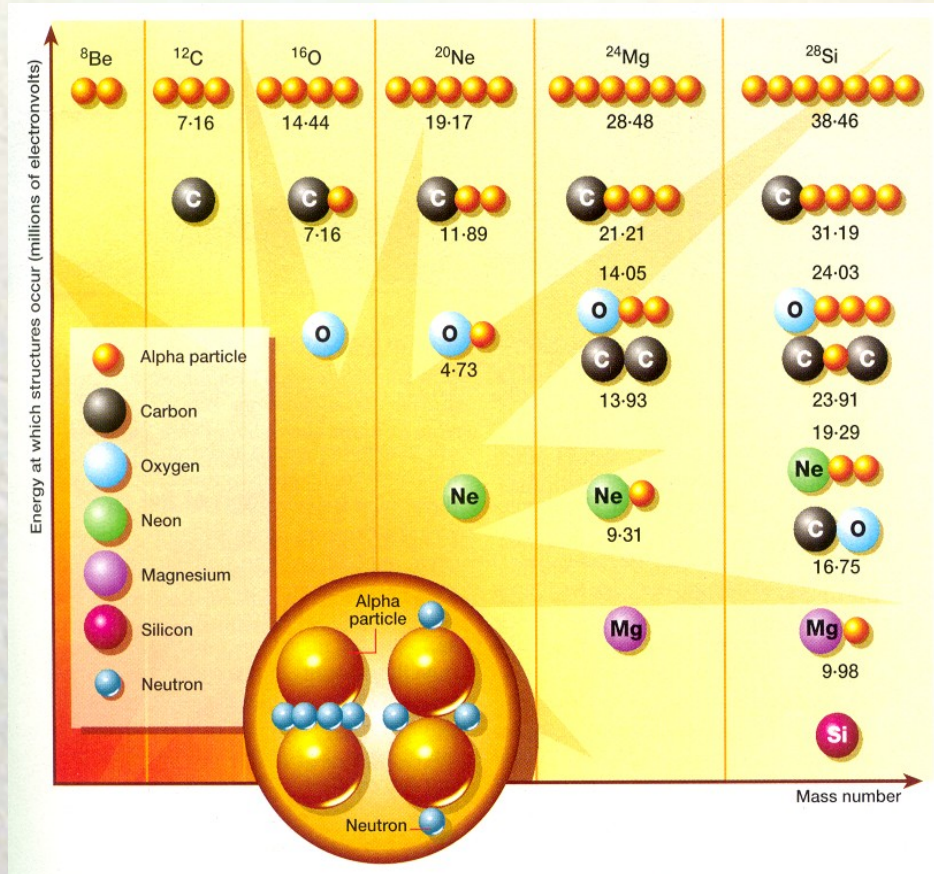 Energy at which structures occur (millions of electronvolts)
⁸Be ¹²C ¹⁶O ²⁰Ne ²⁴Mg ²⁸Si
7·16 14·44 19·17 28·48 38·46
C C C C C
7·16 11·89 21·21 31·19
14·05 24·03
O O O O
Alpha particle
C C C C
4·73
13·93 23·91
Carbon
19·29
Oxygen
Ne Ne Ne
Neon
C O
9·31
16·75
Magnesium
Alpha
particle
Silicon
Mg Mg
9·98
Neutron
Si
Mass number
Neutron